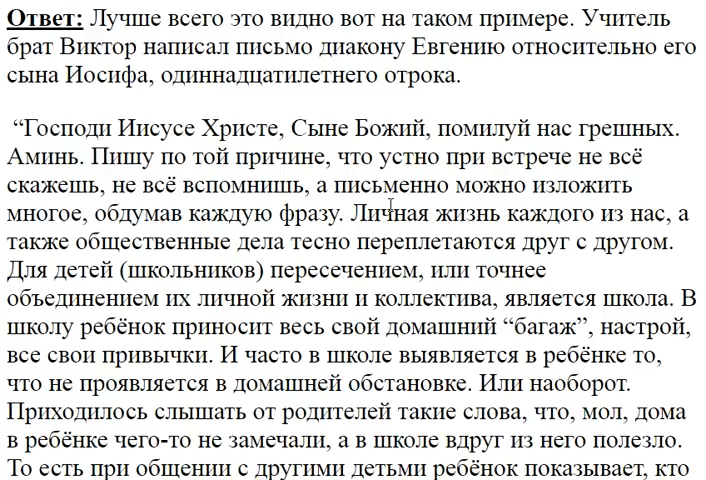 Ответ: Лучше всего это видно вот на таком примере. Учитель
брат Виктор написал письмо диакону Евгению относительно его
сына Иосифа, одиннадцатилетнего отрока.
“Господи Иисусе Христе, Сыне Божий, помилуй нас грешных.
Аминь. Пишу по той причине, что устно при встрече не всё
скажешь, не всё вспомнишь, а письменно можно изложить
многое, обдумав каждую фразу. Личная жизнь каждого из нас, а
также общественные дела тесно переплетаются друг с другом.
Для детей (школьников) пересечением, или точнее
объединением их личной жизни и коллектива, является школа. В
школу ребёнок приносит весь свой домашний “багаж”, настрой,
все свои привычки. И часто в школе выявляется в ребёнке то,
что не проявляется в домашней обстановке. Или наоборот.
Приходилось слышать от родителей такие слова, что, мол, дома
в ребёнке чего-то не замечали, а в школе вдруг из него полезло.
То есть при общении с другими детьми ребёнок показывает, кто